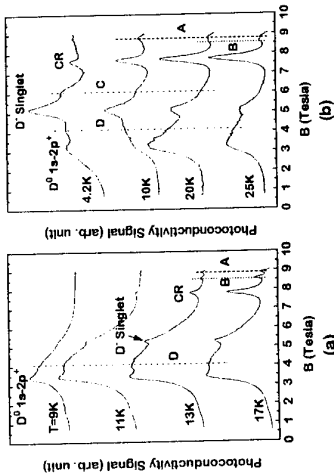 Photoconductivity Signal (arb. unit)
D⁰ 1s-2p⁺
T=9K
11K
D⁻ Singlet
D
CR
13K
B
A
17K
0 1 2 3 4 5 6 7 8 9 10
B (Tesla)
(a)
Photoconductivity Signal (arb. unit)
D⁻ Singlet
D⁰ 1s-2p⁺
CR
4.2K
D
C
10K
20K
B
A
25K
0 1 2 3 4 5 6 7 8 9 10
B (Tesla)
(b)